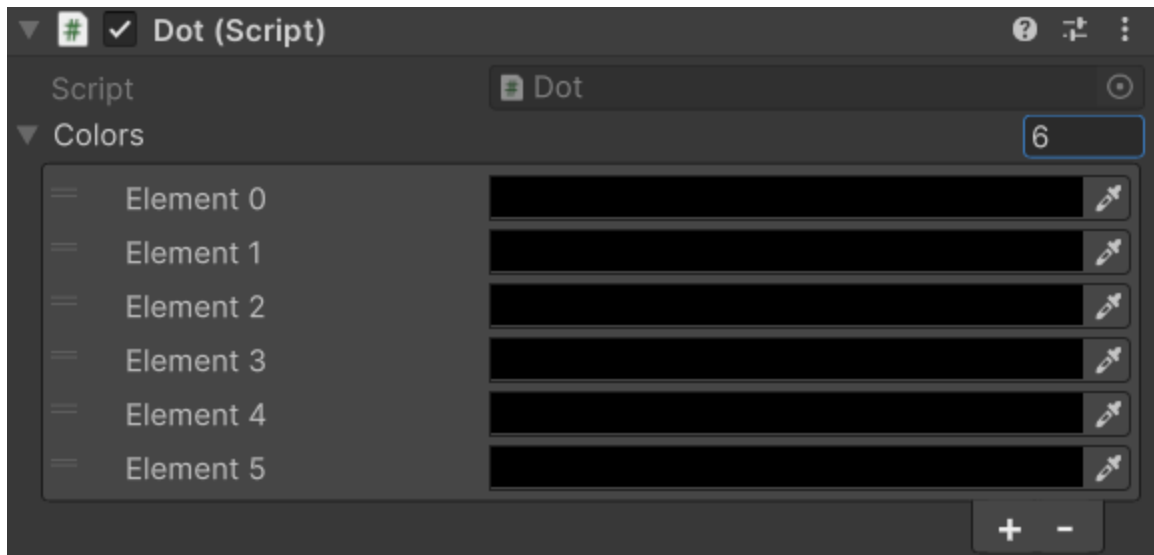 Dot (Script)
Script Dot
Colors 6
Element 0
Element 1
Element 2
Element 3
Element 4
Element 5
+ -